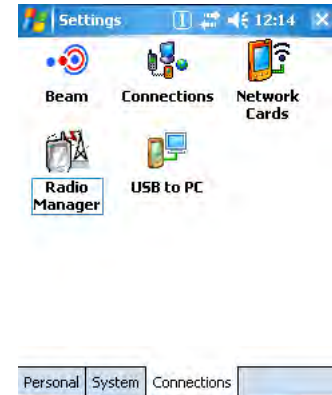 Settings 12:14
Beam Connections Network
Cards
Radio USB to PC
Manager
Personal System Connections